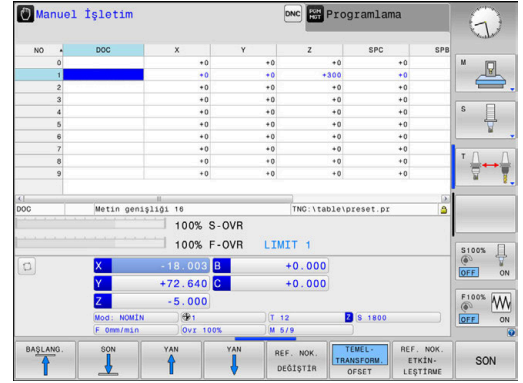 Manuel İşletim DNC PGM MGT Programlama
NO DOC X Y Z SPC SPB
0 +0 +0 +0 +0
1 +0 +0 +300 +0
2 +0 +0 +0 +0
3 +0 +0 +0 +0
4 +0 +0 +0 +0
5 +0 +0 +0 +0
6 +0 +0 +0 +0
7 +0 +0 +0 +0
8 +0 +0 +0 +0
9 +0 +0 +0 +0
DOC Metin genişliği 16 TNC:\table\preset.pr
100% S-OVR
100% F-OVR LIMIT 1
X -18.003 B +0.000
Y +72.640 C +0.000
Z -5.000
Mod: NOMİN 1 T 12 Z S 1800
F 0mm/min Ovr 100% M 5/9
M
S
T
S100%
OFF ON
F100%
OFF ON
BAŞLANG.
SON
YAN
YAN
REF. NOK.
DEĞİŞTİR
TEMEL-
TRANSFORM.
OFSET
REF. NOK.
ETKİN-
LEŞTİRME
SON